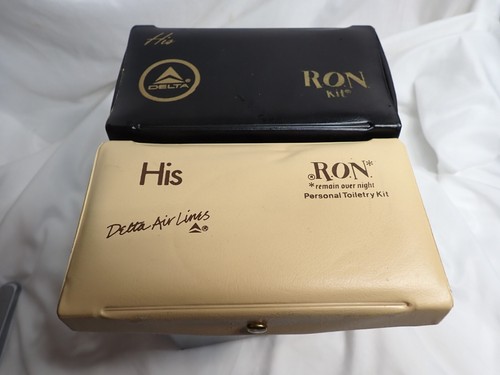 His
DELTA
RON
Kit®
His
®RON*
*remain over night
Personal Toiletry Kit
Delta Air Lines
®